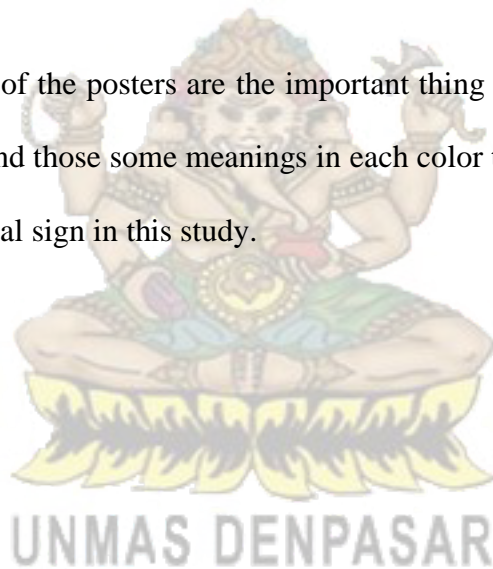 of the posters are the important thing
nd those some meanings in each color
al sign in this study.
UNMAS DENPASAR